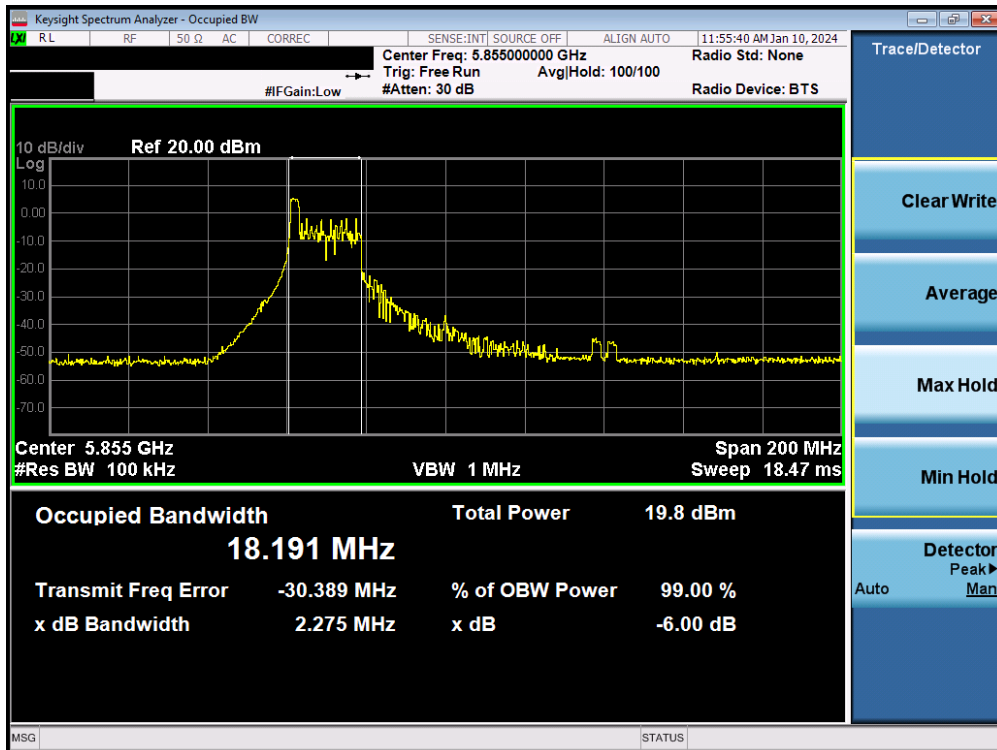 Keysight Spectrum Analyzer - Occupied BW
LXI RL RF 50 Ω AC CORREC SENSE:INT SOURCE OFF ALIGN AUTO 11:55:40 AM Jan 10, 2024
Center Freq: 5.855000000 GHz Radio Std: None
Trig: Free Run Avg|Hold: 100/100
#IFGain:Low #Atten: 30 dB Radio Device: BTS
Trace/Detector
10 dB/div Ref 20.00 dBm
Log
10.0
0.00
-10.0
-20.0
-30.0
-40.0
-50.0
-60.0
-70.0
Center 5.855 GHz Span 200 MHz
#Res BW 100 kHz VBW 1 MHz Sweep 18.47 ms
Clear Write
Average
Max Hold
Min Hold
Detector
Peak▶
Auto Man
Occupied Bandwidth Total Power 19.8 dBm
18.191 MHz
Transmit Freq Error -30.389 MHz % of OBW Power 99.00 %
x dB Bandwidth 2.275 MHz x dB -6.00 dB
MSG STATUS